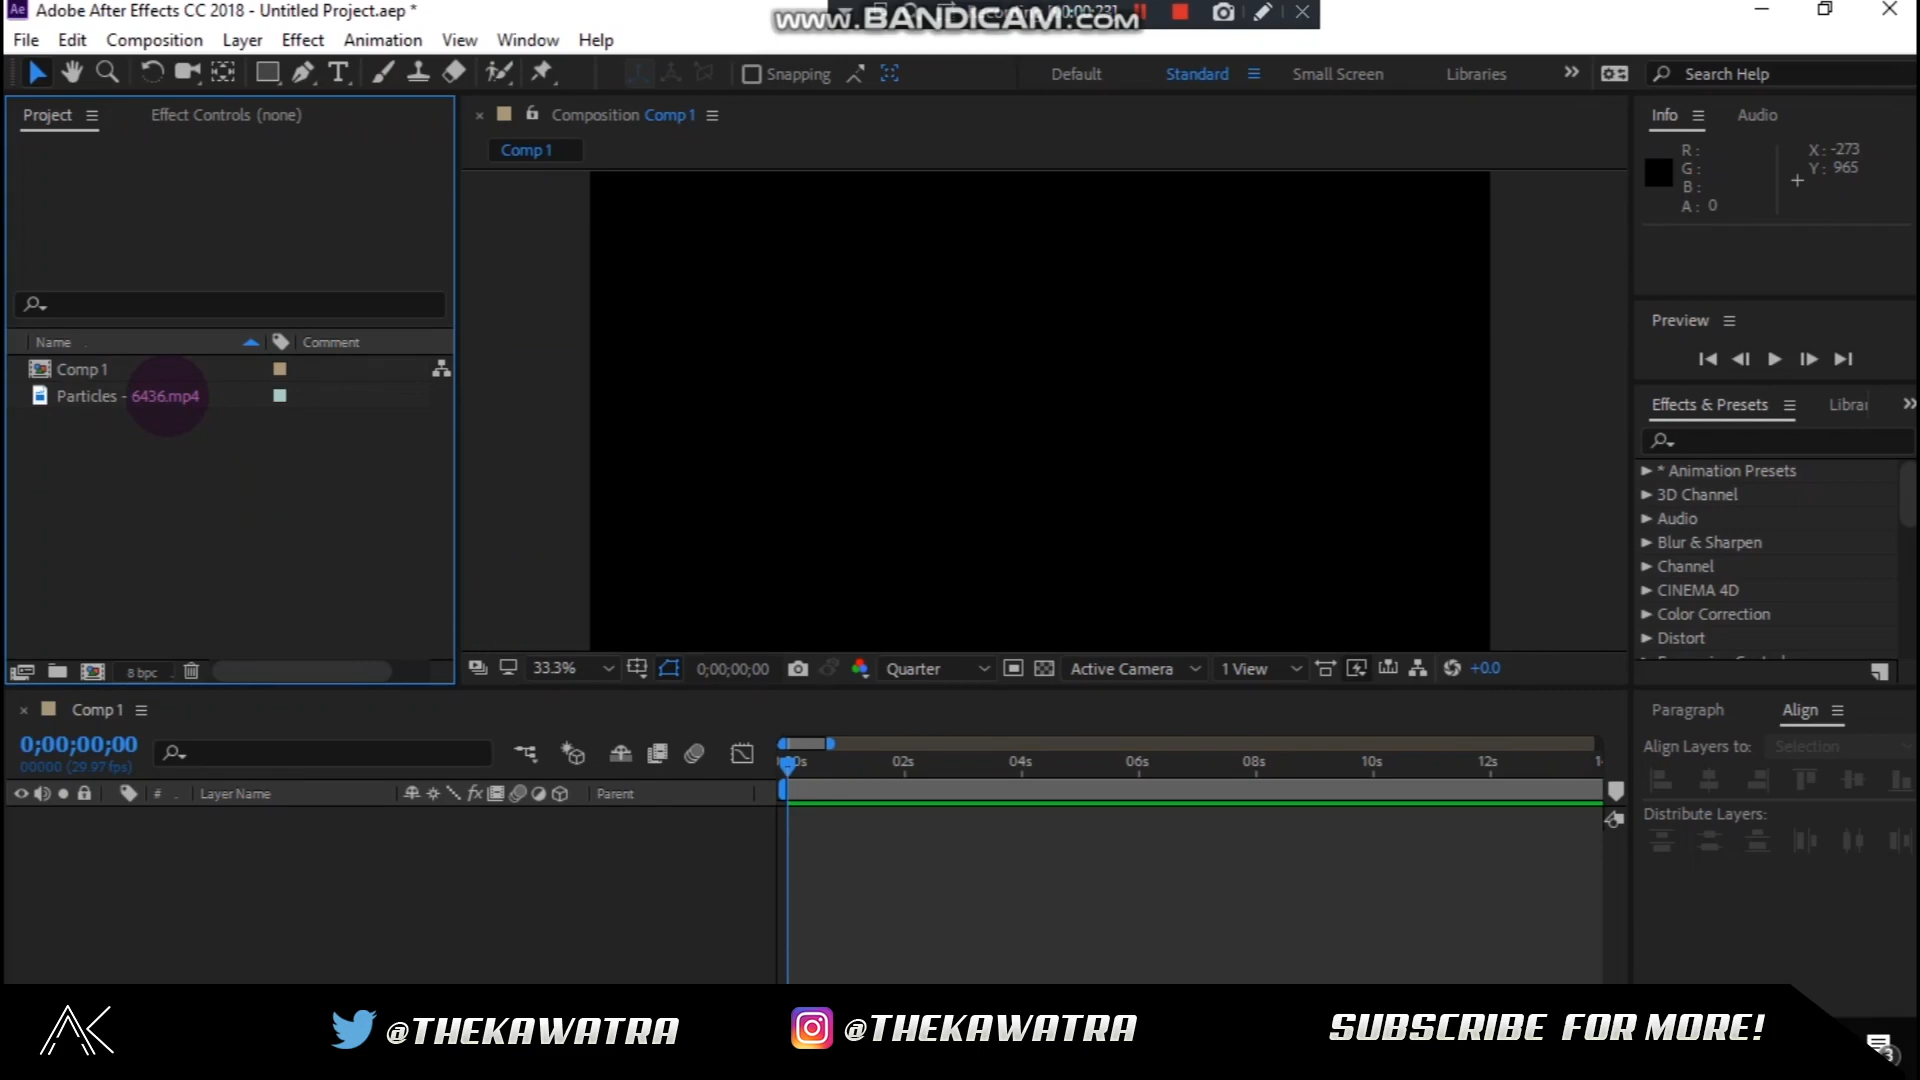 Ae Adobe After Effects CC 2018 - Untitled Project.aep *
www.BANDICAM.com
File Edit Composition Layer Effect Animation View Window Help
Snapping Default Standard Small Screen Libraries Search Help
Project Effect Controls (none)
Composition Comp 1
Comp 1
Info Audio
R :
G :
B :
A : 0
X : -273
Y : 965
Preview
Name Comment
Comp 1
Particles - 6436.mp4
Effects & Presets Librar
* Animation Presets
3D Channel
Audio
Blur & Sharpen
Channel
CINEMA 4D
Color Correction
Distort
8 bpc
33.3% 0;00;00;00 Quarter Active Camera 1 View +0.0
Comp 1
0;00;00;00
00000 (29.97 fps)
02s 04s 06s 08s 10s 12s
# Layer Name fx Parent
Paragraph Align
Align Layers to: Selection
Distribute Layers:
AK @THEKAWATRA @THEKAWATRA SUBSCRIBE FOR MORE!
3